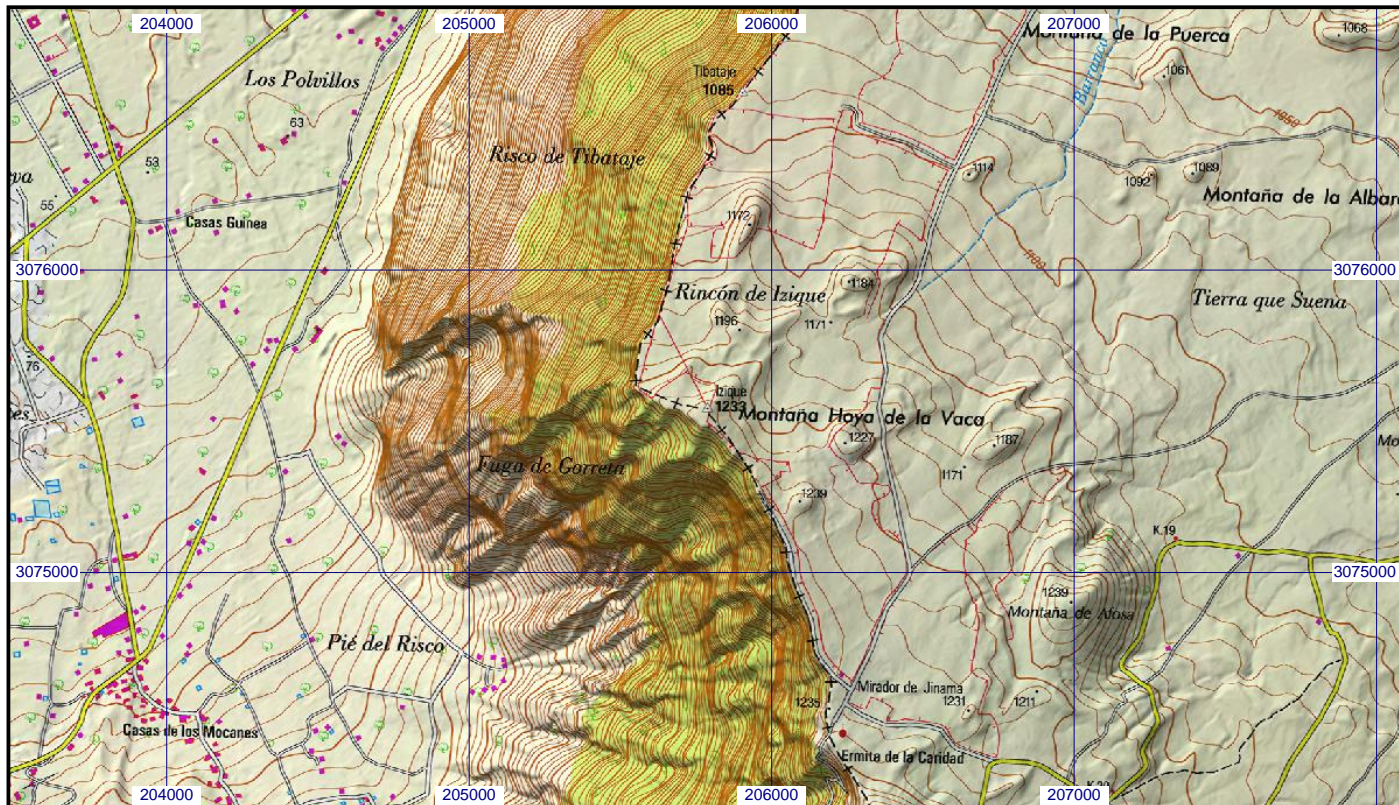 204000
205000
206000
207000
Montaña de la Puerca
1068
Los Polvillos
Tibataje
1085
1061
Barranco
63
1050
Risco de Tibataje
53
1114
1092
1089
55
Montaña de la Albar
Casas Guinea
1172
3076000
3076000
1100
Rincón de Izique
1184
Tierra que Suena
1196
1171
76
Izique
1233
Montaña Hoya de la Vaca
1227
1187
Fuga de Gorreta
1171
1239
K.19
3075000
3075000
1239
Montaña de Afosa
Pié del Risco
Mirador de Jinama
1235
1231
1211
Casas de los Mocanes
Ermita de la Caridad
204000
205000
206000
207000